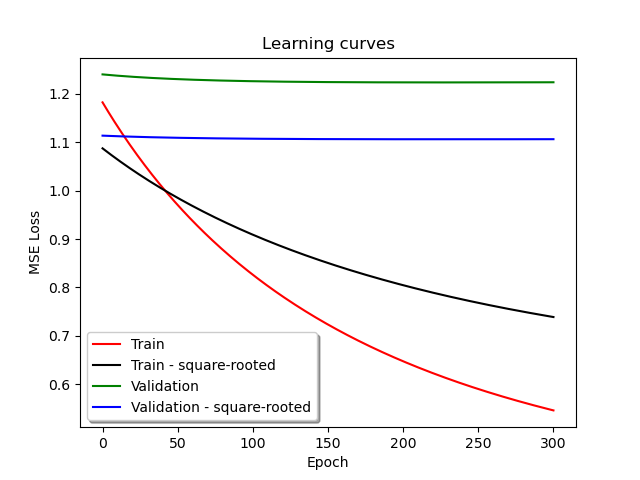 Learning curves
MSE Loss
1.2
1.1
1.0
0.9
0.8
0.7
0.6
Train
Train - square-rooted
Validation
Validation - square-rooted
0 50 100 150 200 250 300
Epoch